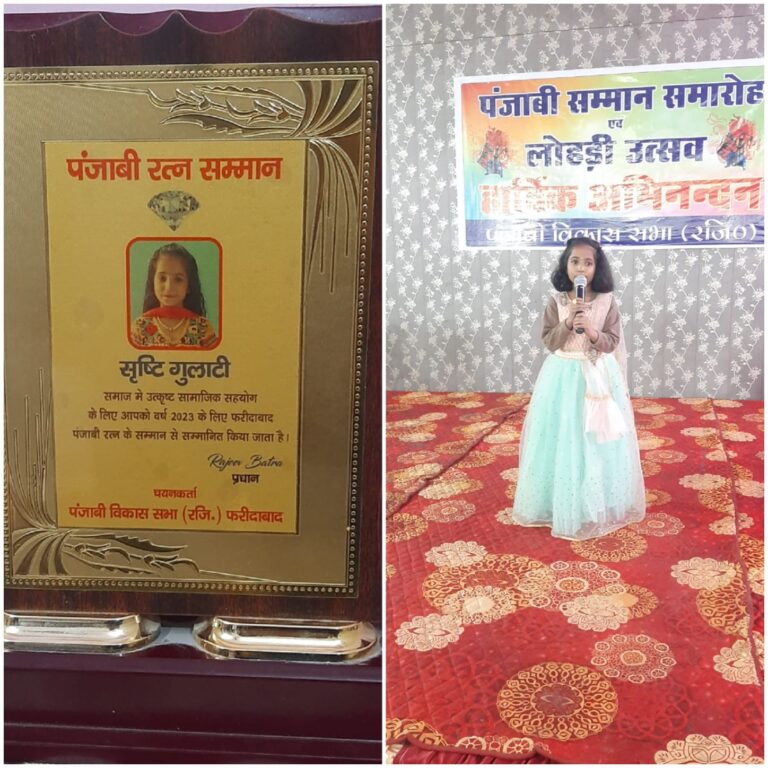 पंजाबी रत्न सम्मान
सृष्टि गुलाटी
समाज मे उत्कृष्ट सामाजिक सहयोग
के लिए आपको वर्ष 2023 के लिए फरीदाबाद
पंजाबी रत्न के सम्मान से सम्मानित किया जाता है।
Rajeev Batra
प्रधान
चयनकर्ता
पंजाबी विकास सभा (रजि.) फरीदाबाद
पंजाबी सम्मान समारोह
एवं
लोहड़ी उत्सव
हार्दिक अभिनन्दन
पंजाबी विकास सभा (रजि०)